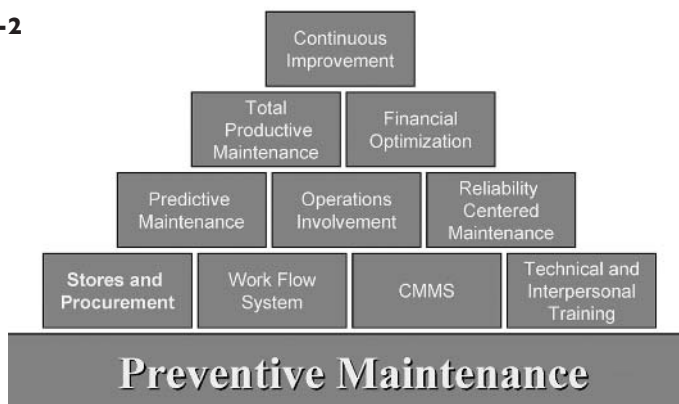 -2
Continuous
Improvement
Total
Productive
Maintenance
Financial
Optimization
Predictive
Maintenance
Operations
Involvement
Reliability
Centered
Maintenance
Stores and
Procurement
Work Flow
System
CMMS
Technical and
Interpersonal
Training
Preventive Maintenance